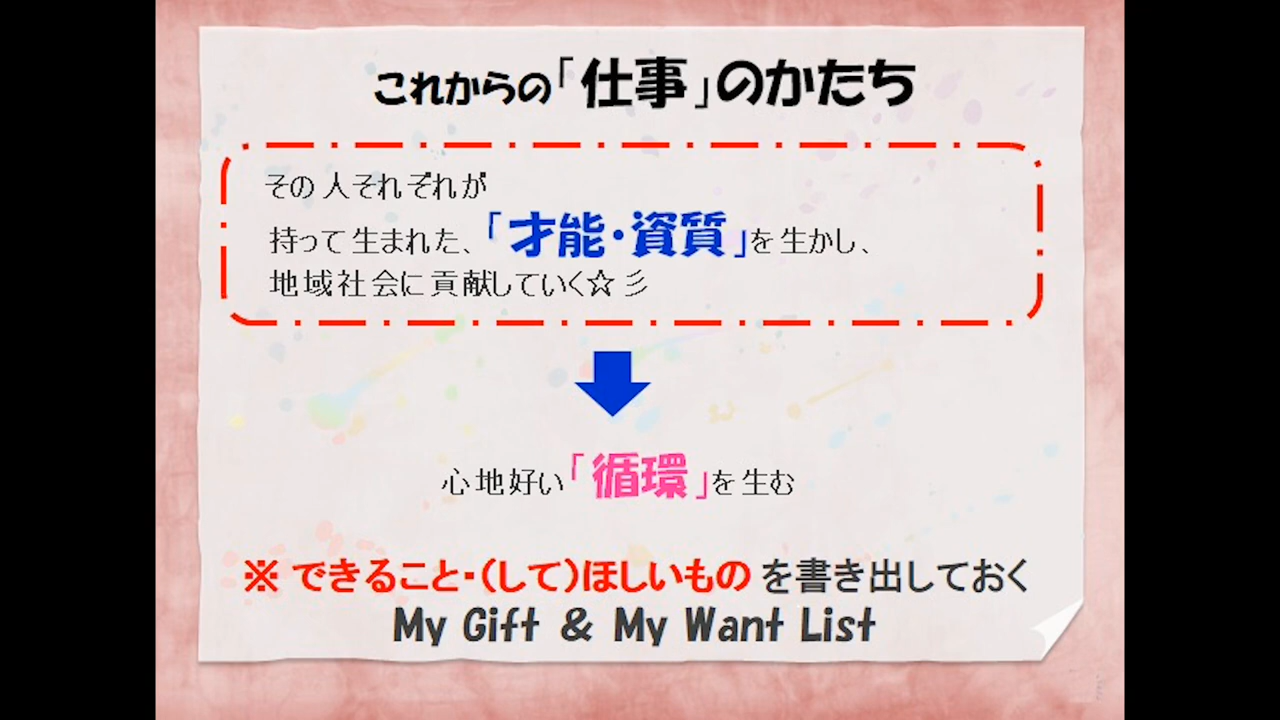 これからの「仕事」のかたち
その人それぞれが
持って生まれた、「才能・資質」を生かし、
地域社会に貢献していく☆彡
心地好い「循環」を生む
※ できること・(して)ほしいもの を書き出しておく
My Gift & My Want List